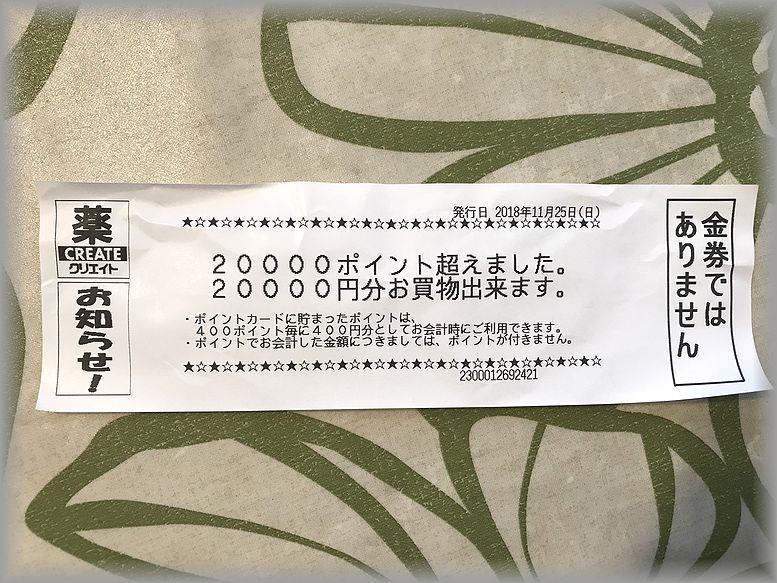 薬
CREATE
クリエイト
お知らせ!
発行日 2018年11月25日(日)
★☆★☆★☆★☆★☆★☆★☆★☆★☆★☆★☆★☆★☆★☆★☆★☆☆
20000ポイント超えました。
20000円分お買物出来ます。
・ポイントカードに貯まったポイントは、
400ポイント毎に400円分としてお会計時にご利用できます。
・ポイントでお会計した金額につきましては、ポイントが付きません。
★☆★☆★☆★☆★☆★☆★☆★☆★☆★☆★☆★☆★☆★☆★☆★☆☆
2300012692421
金券では
ありません